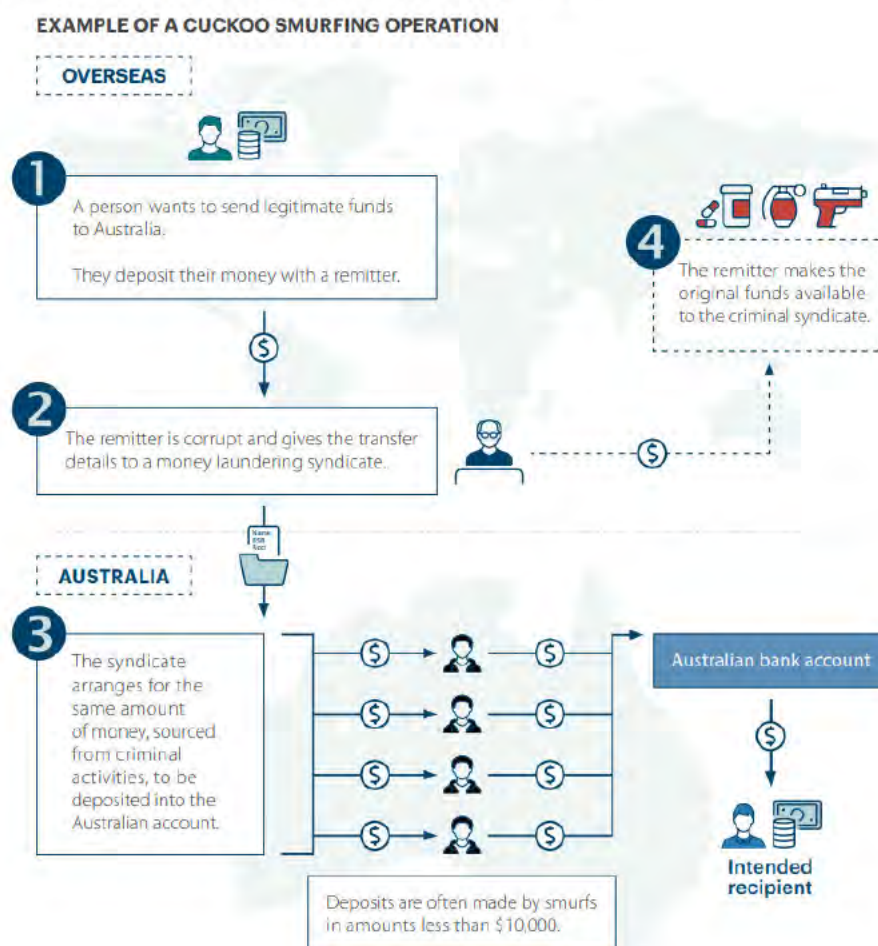 EXAMPLE OF A CUCKOO SMURFING OPERATION
OVERSEAS
1
A person wants to send legitimate funds
to Australia.
They deposit their money with a remitter.
$
2
The remitter is corrupt and gives the transfer
details to a money laundering syndicate.
$
4
The remitter makes the
original funds available
to the criminal syndicate.
Name
BSB
Acct
AUSTRALIA
3
The syndicate
arranges for the
same amount
of money, sourced
from criminal
activities, to be
deposited into the
Australian account.
$ $
$ $
$ $
$ $
Deposits are often made by smurfs
in amounts less than $10,000.
Australian bank account
$
Intended
recipient